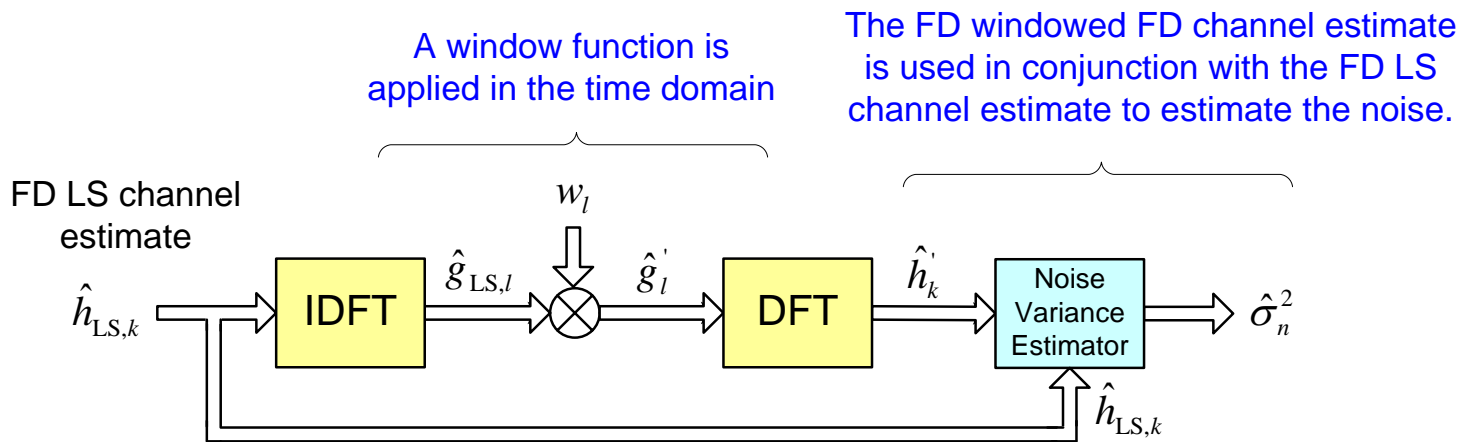 A window function is
applied in the time domain
The FD windowed FD channel estimate
is used in conjunction with the FD LS
channel estimate to estimate the noise.
FD LS channel
estimate
ĥ_LS,k
IDFT
ĝ_LS,l
w_l
ĝ'_l
DFT
ĥ'_k
Noise
Variance
Estimator
σ̂²_n
ĥ_LS,k